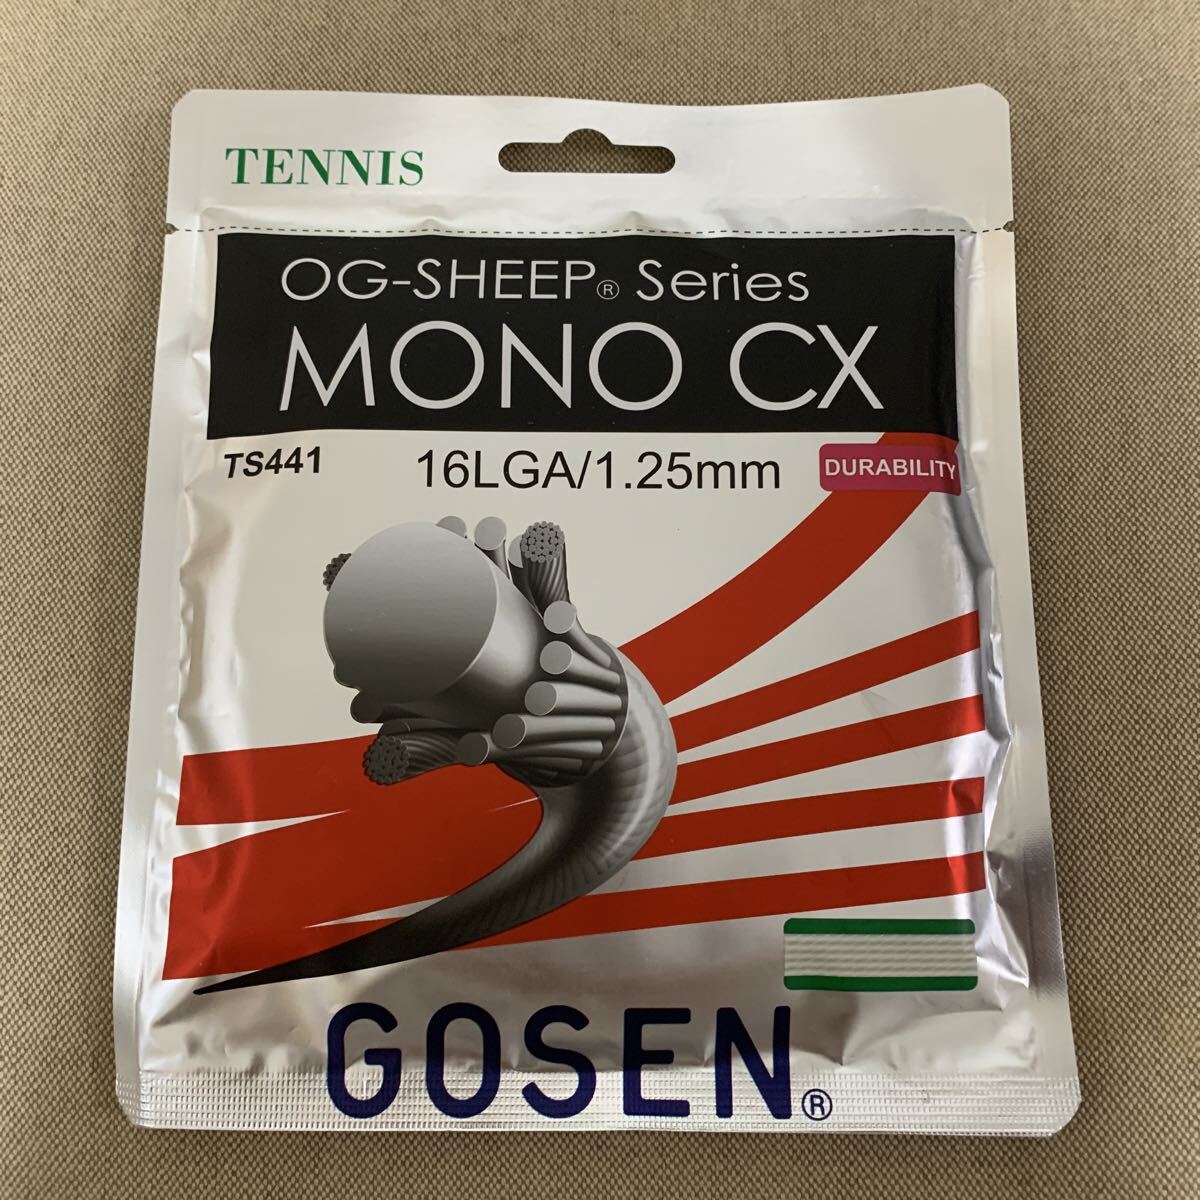 TENNIS
OG-SHEEP® Series
MONO CX
TS441 16LGA/1.25mm DURABILITY
GOSEN®